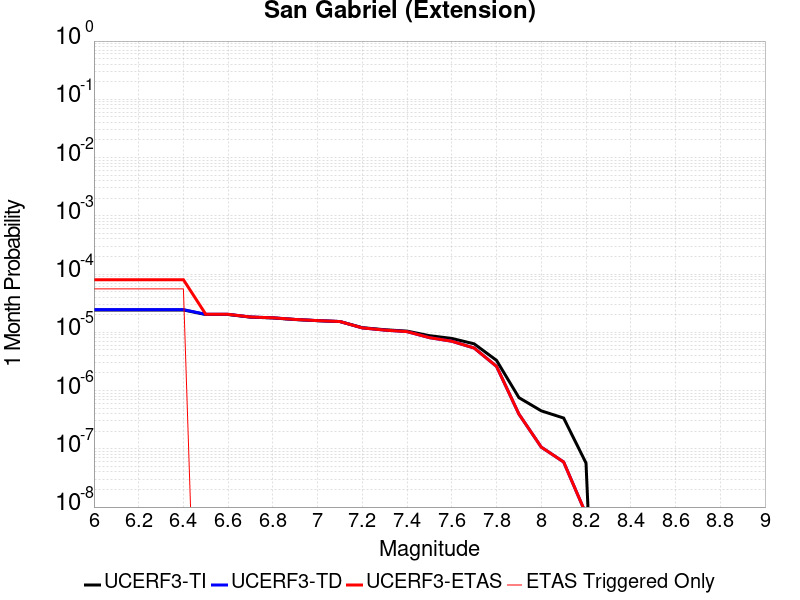 San Gabriel (Extension)
10^0
10^-1
10^-2
10^-3
10^-4
10^-5
10^-6
10^-7
10^-8
1 Month Probability
6 6.2 6.4 6.6 6.8 7 7.2 7.4 7.6 7.8 8 8.2 8.4 8.6 8.8 9
Magnitude
UCERF3-TI UCERF3-TD UCERF3-ETAS ETAS Triggered Only